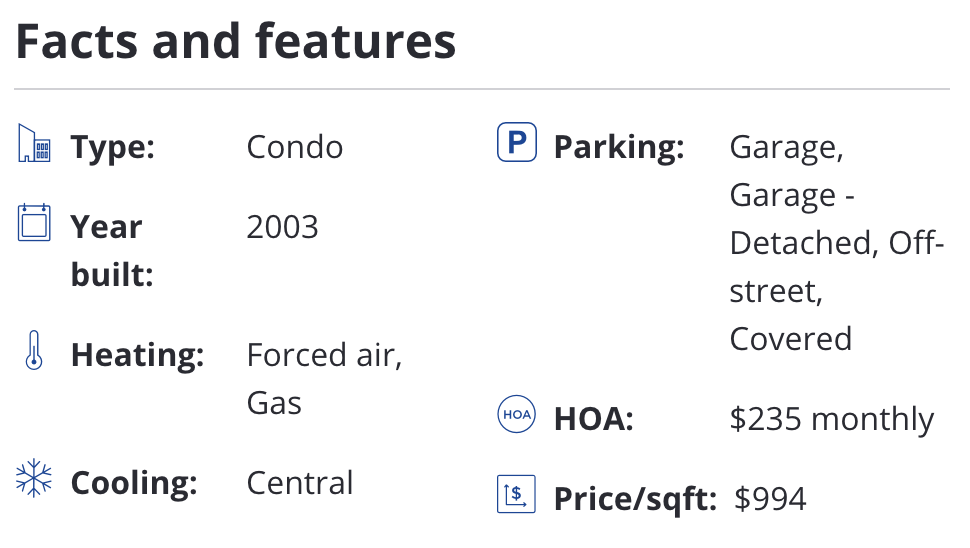 Facts and features
Type: Condo
Year built: 2003
Heating: Forced air,
Gas
Cooling: Central
P Parking: Garage,
Garage -
Detached, Off-
street,
Covered
HOA HOA: $235 monthly
$ Price/sqft: $994